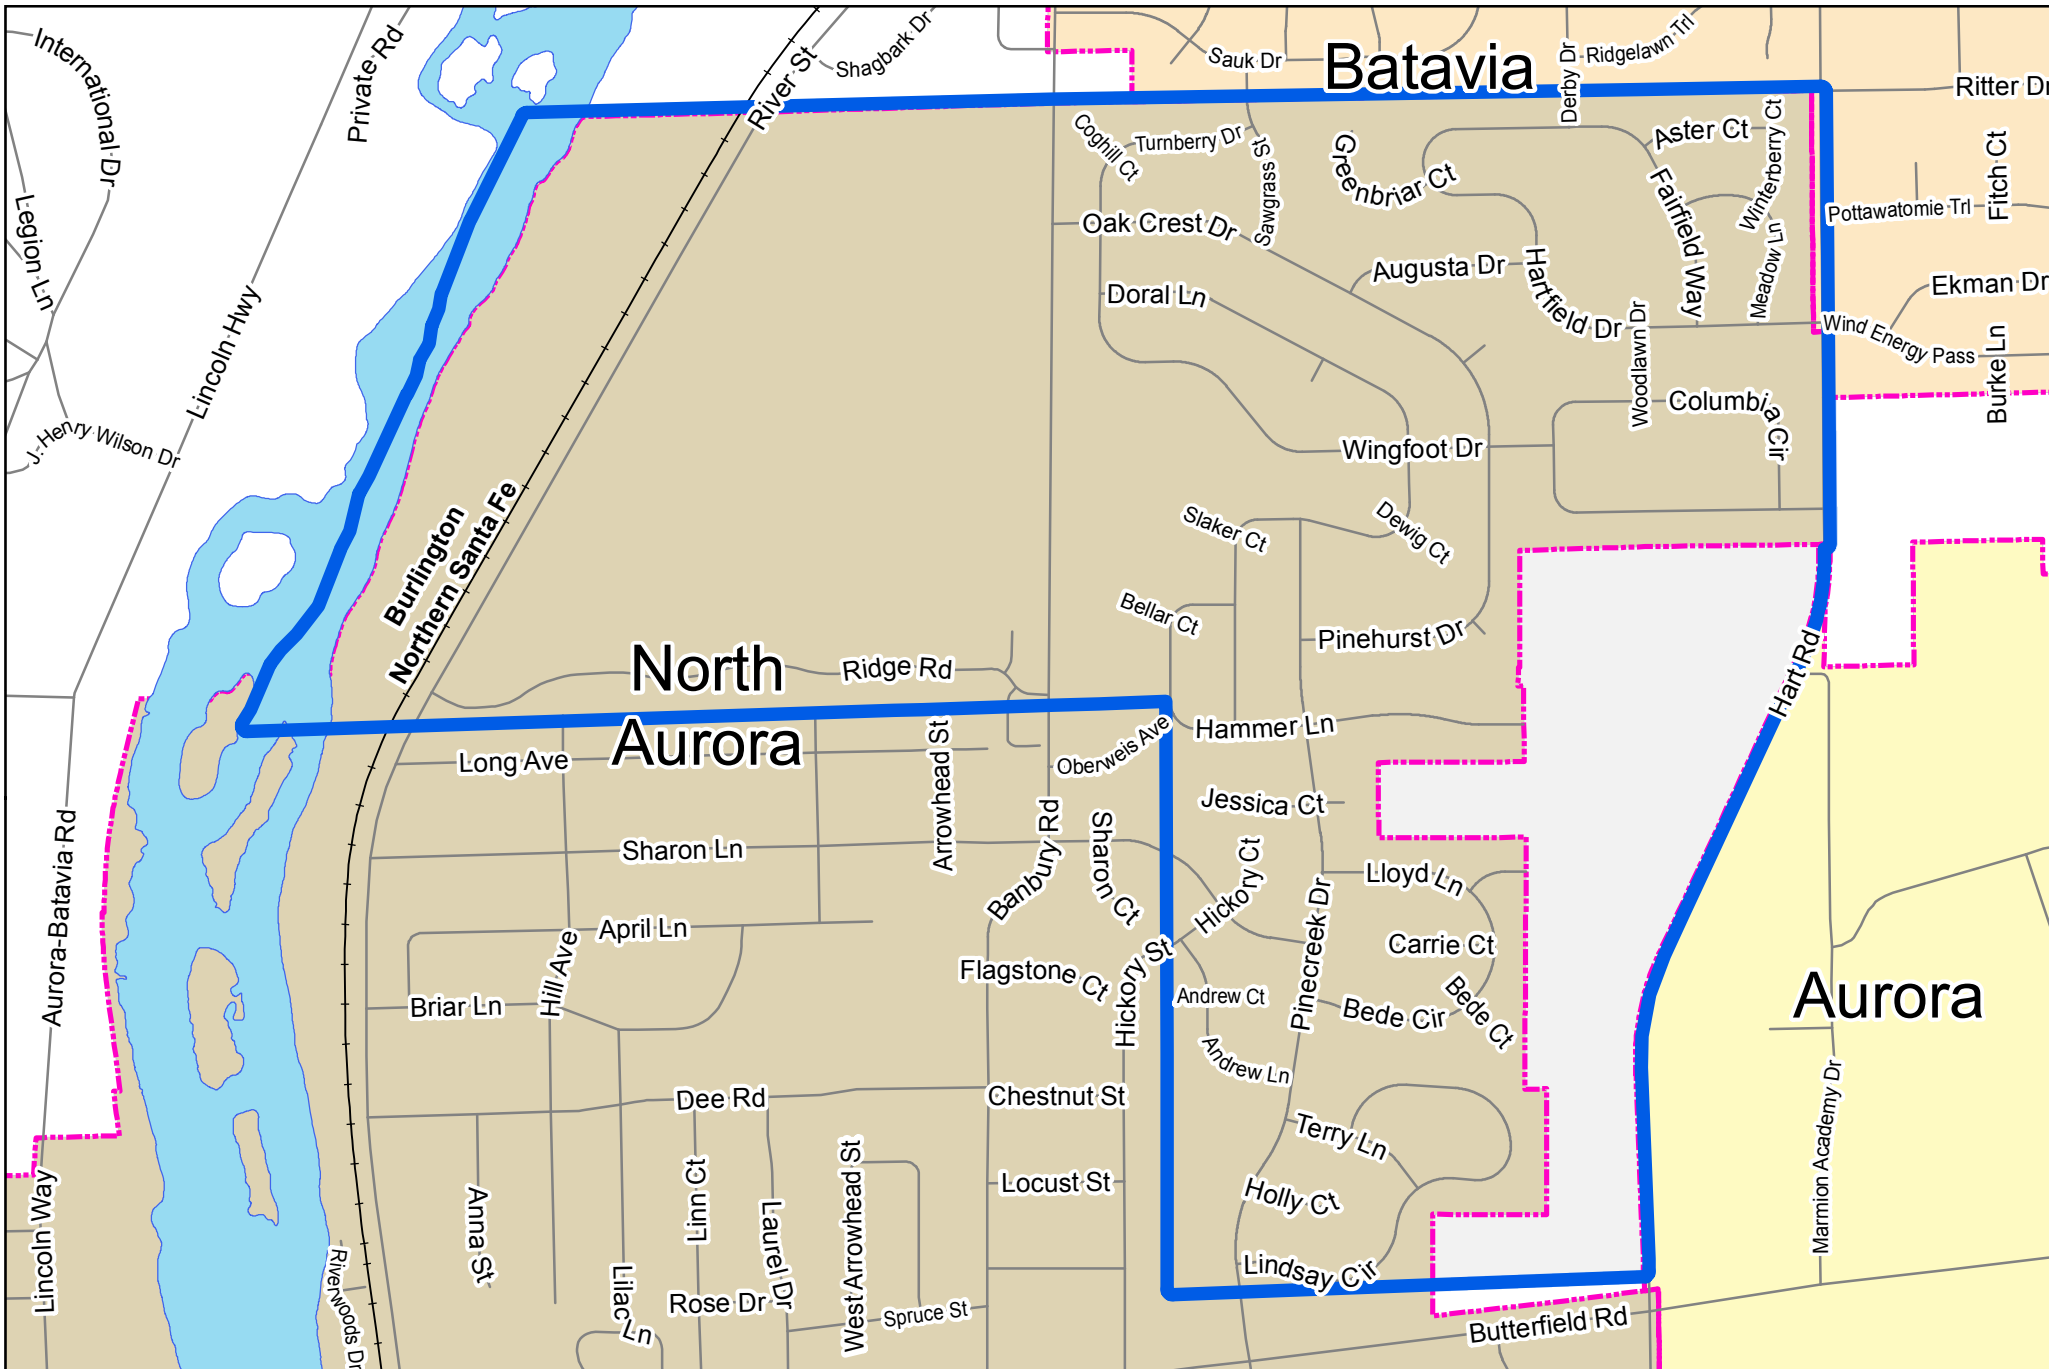 International Dr
Private Rd
River St
Shagbark Dr
Sauk Dr
Batavia
Derby Dr
Ridgelawn Trl
Ritter Dr
Legion Ln
Lincoln Hwy
Coghill Ct
Turnberry Dr
Sawgrass St
Greenbriar Ct
Aster Ct
Winterberry Ct
Fitch Ct
Oak Crest Dr
Fairfield Way
Pottawatomie Trl
Augusta Dr
Hartfield Dr
Meadow Ln
Doral Ln
Ekman Dr
Woodlawn Dr
Wind Energy Pass
Burke Ln
J. Henry Wilson Dr
Columbia Cir
Wingfoot Dr
Burlington
Northern Santa Fe
Slaker Ct
Dewig Ct
Bellar Ct
Pinehurst Dr
North
Aurora
Ridge Rd
Hart Rd
Hammer Ln
Long Ave
Arrowhead St
Oberweis Ave
Jessica Ct
Aurora-Batavia Rd
Sharon Ln
Banbury Rd
Sharon Ct
Hickory Ct
Lloyd Ln
April Ln
Hill Ave
Pinecreek Dr
Carrie Ct
Flagstone Ct
Hickory St
Andrew Ct
Bede Cir
Bede Ct
Aurora
Briar Ln
Andrew Ln
Dee Rd
Chestnut St
Terry Ln
Marmion Academy Dr
Lincoln Way
Anna St
Linn Ct
Laurel Dr
West Arrowhead St
Locust St
Holly Ct
Riverwoods Dr
Lilac Ln
Rose Dr
Spruce St
Lindsay Cir
Butterfield Rd